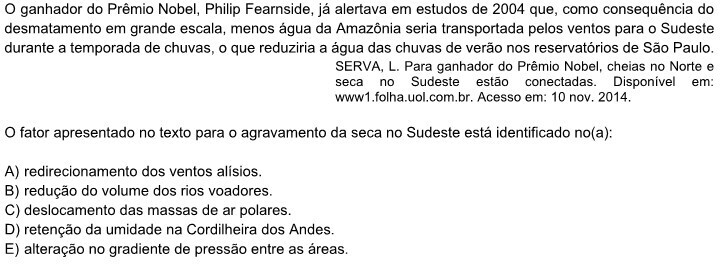 O ganhador do Prêmio Nobel, Philip Fearnside, já alertava em estudos de 2004 que, como consequência do
desmatamento em grande escala, menos água da Amazônia seria transportada pelos ventos para o Sudeste
durante a temporada de chuvas, o que reduziria a água das chuvas de verão nos reservatórios de São Paulo.
SERVA, L. Para ganhador do Prêmio Nobel, cheias no Norte e
seca no Sudeste estão conectadas. Disponível em:
www1.folha.uol.com.br. Acesso em: 10 nov. 2014.
O fator apresentado no texto para o agravamento da seca no Sudeste está identificado no(a):
A) redirecionamento dos ventos alísios.
B) redução do volume dos rios voadores.
C) deslocamento das massas de ar polares.
D) retenção da umidade na Cordilheira dos Andes.
E) alteração no gradiente de pressão entre as áreas.